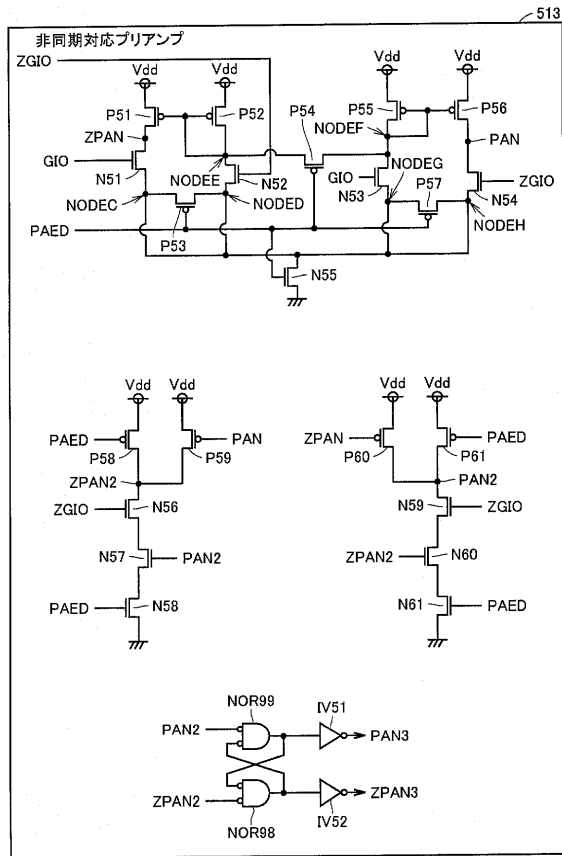 513
非同期対応プリアンプ
ZGIO
Vdd Vdd Vdd Vdd
P51 P52 P54 P55 P56
ZPAN NODEF PAN
GIO N51 NODEE N52 GIO N53 NODEG P57 N54 ZGIO
NODEC NODED NODEH
PAED P53
N55
Vdd Vdd Vdd Vdd
PAED P58 P59 PAN ZPAN P60 P61 PAED
ZPAN2 PAN2
ZGIO N56 N59 ZGIO
N57 PAN2 ZPAN2 N60
PAED N58 N61 PAED
NOR99 IV51
PAN2 PAN3
ZPAN2 ZPAN3
NOR98 IV52